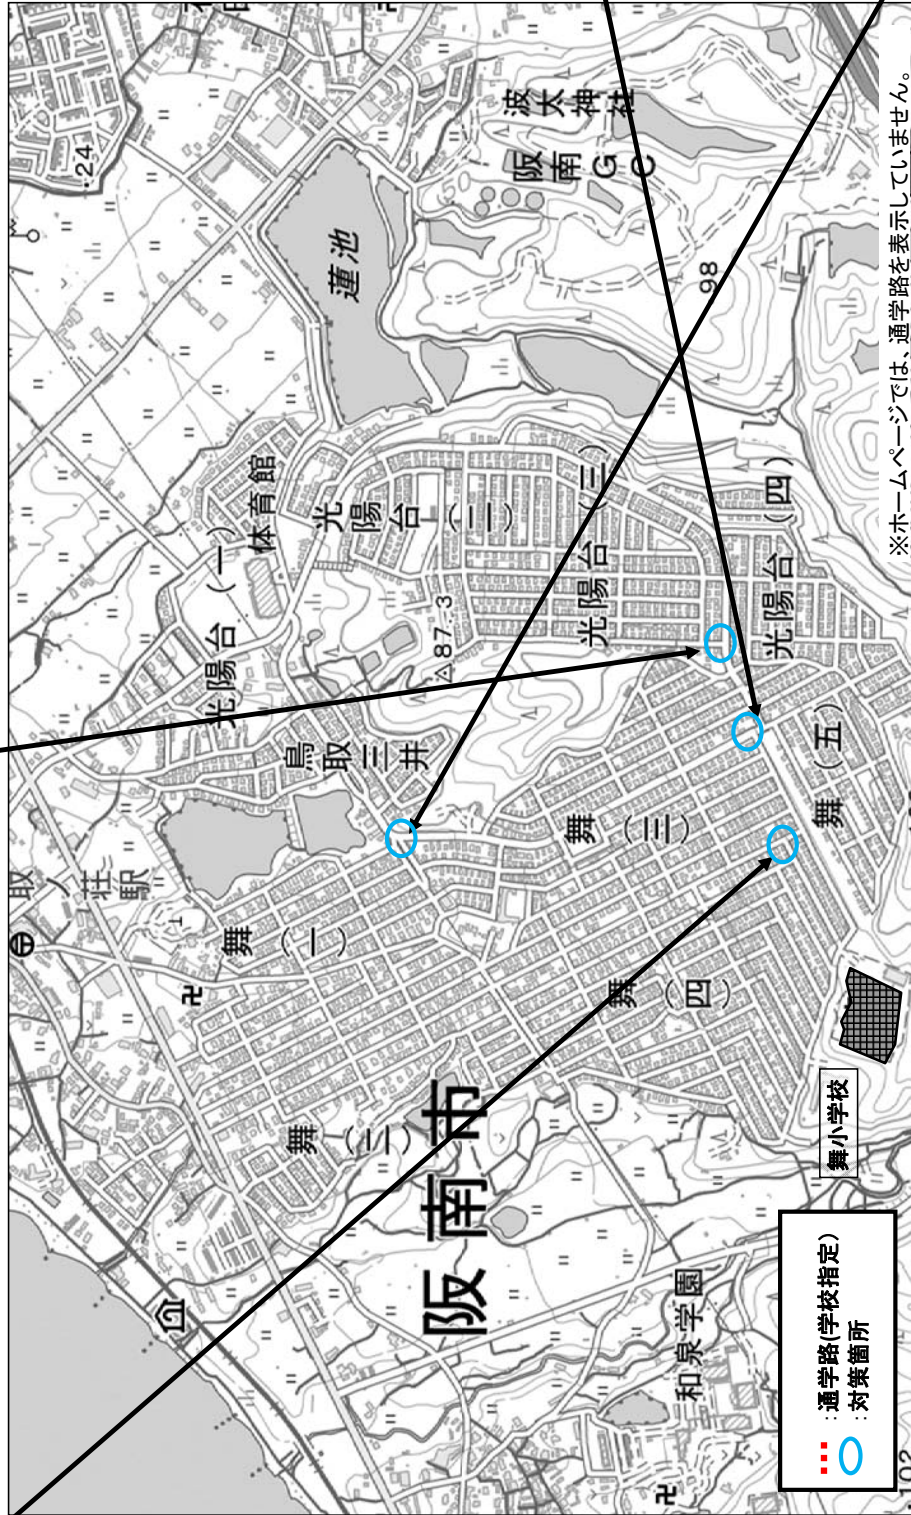 .24
波太神社
阪南GC
蓮池
98
体育館
光陽台(一)
光陽台(二)
光陽台(三)
光陽台(四)
△87.3
鳥取三井
取ノ荘駅
舞(一)
舞(二)
舞(三)
舞(四)
舞(五)
阪南市
舞小学校
和泉学園
:通学路(学校指定)
:対策箇所
102
※ホームページでは、通学路を表示していません。